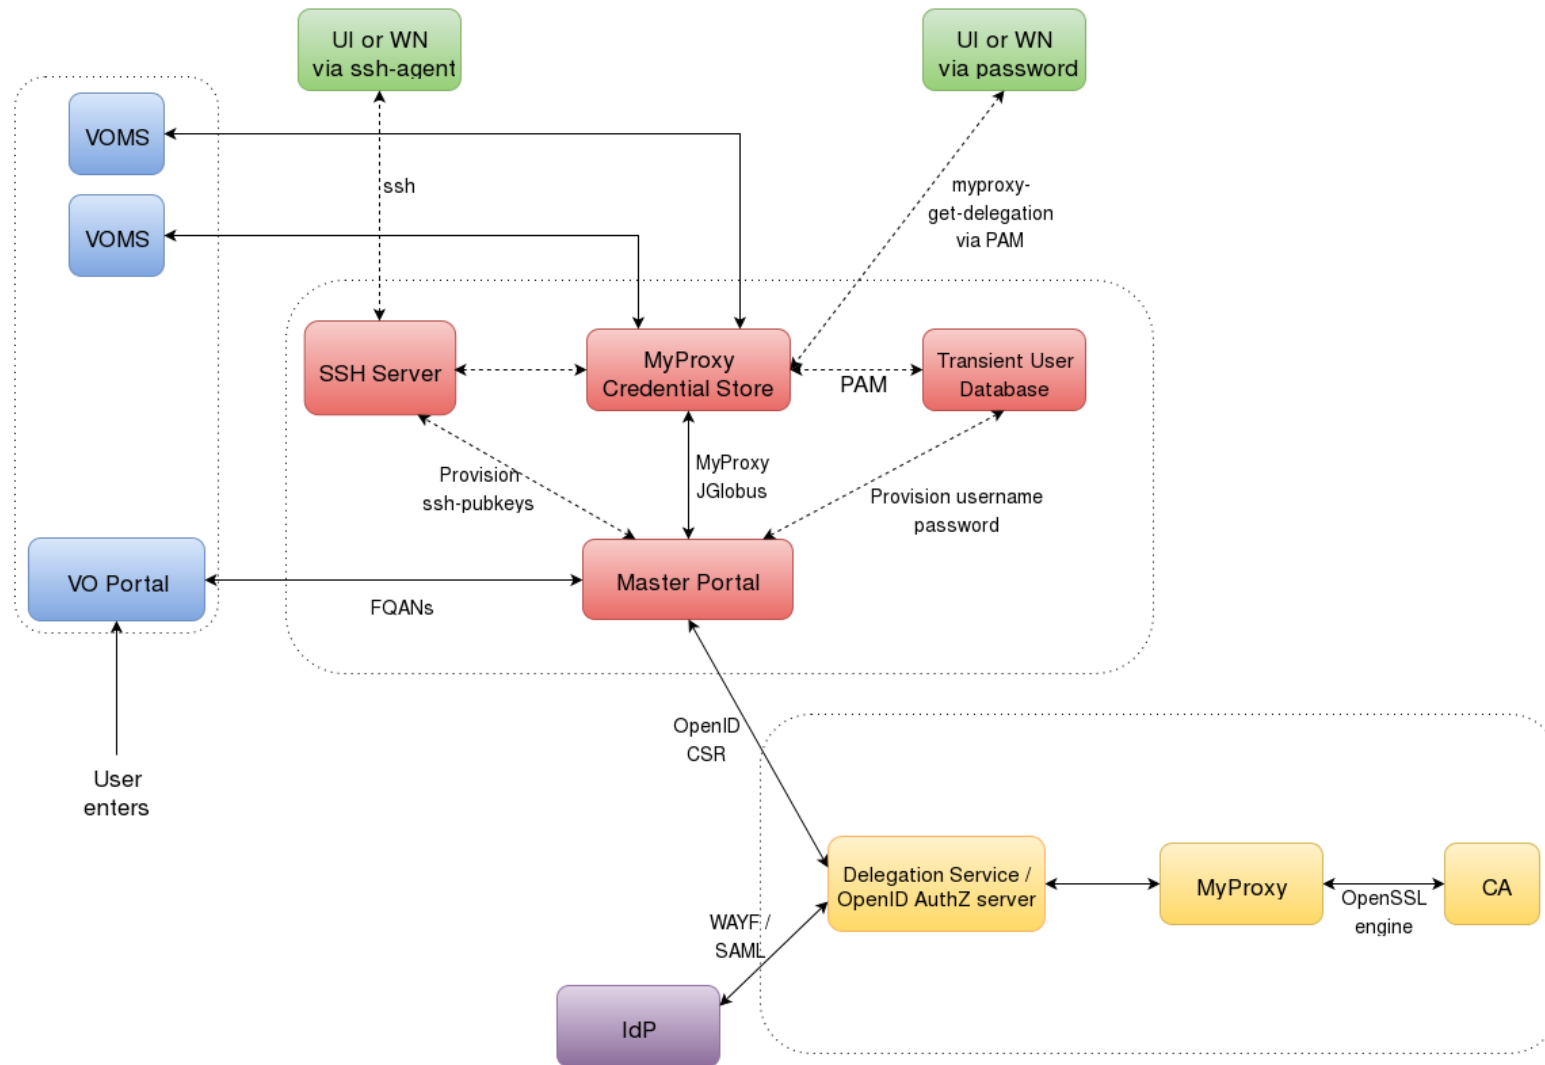 UI or WN
via ssh-agent
UI or WN
via password
VOMS
VOMS
ssh
myproxy-
get-delegation
via PAM
SSH Server
MyProxy
Credential Store
PAM
Transient User
Database
Provision
ssh-pubkeys
MyProxy
JGlobus
Provision username
password
VO Portal
FQANs
Master Portal
User
enters
OpenID
CSR
Delegation Service /
OpenID AuthZ server
MyProxy
OpenSSL
engine
CA
WAYF /
SAML
IdP